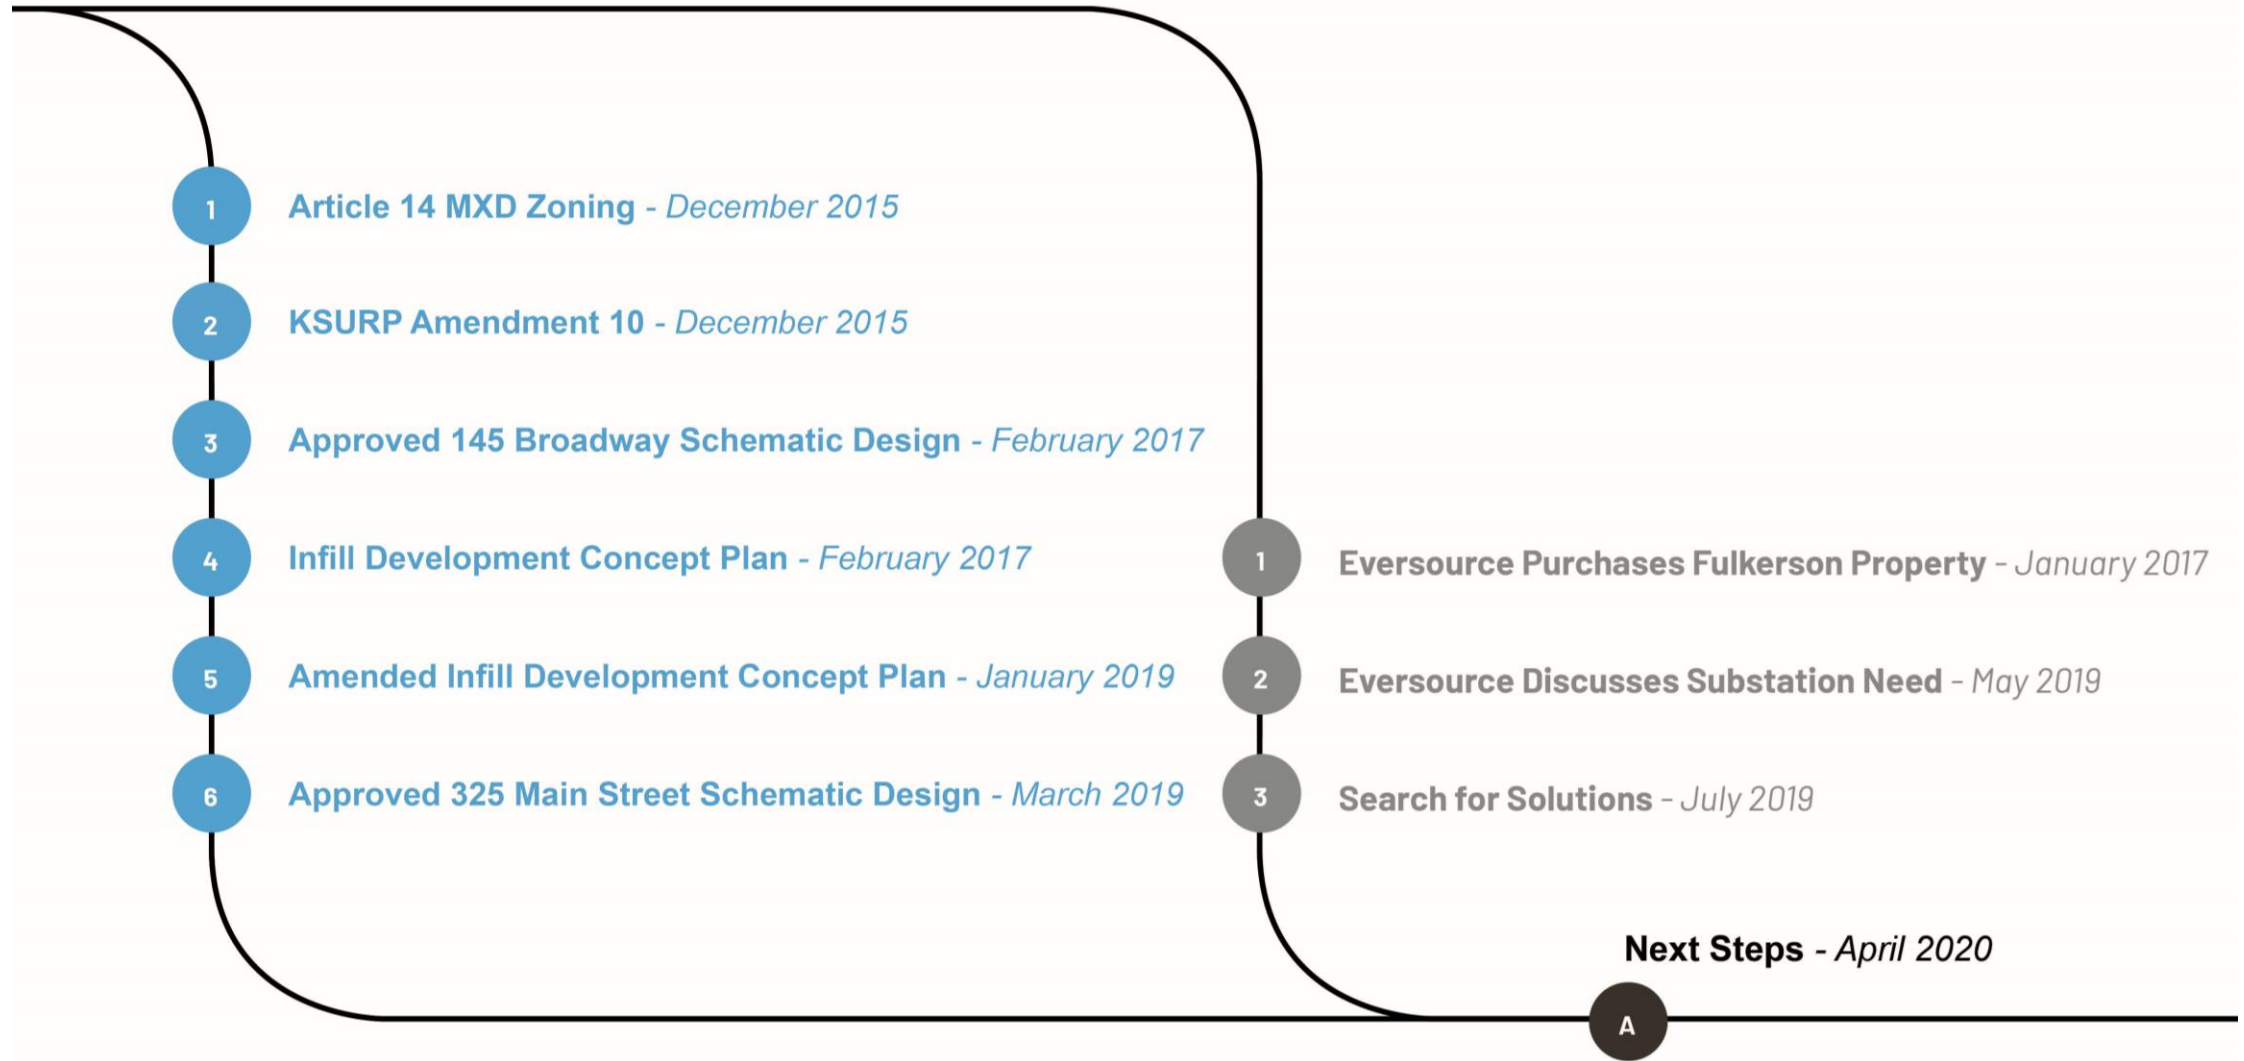 1 Article 14 MXD Zoning - December 2015
2 KSURP Amendment 10 - December 2015
3 Approved 145 Broadway Schematic Design - February 2017
4 Infill Development Concept Plan - February 2017
5 Amended Infill Development Concept Plan - January 2019
6 Approved 325 Main Street Schematic Design - March 2019
1 Eversource Purchases Fulkerson Property - January 2017
2 Eversource Discusses Substation Need - May 2019
3 Search for Solutions - July 2019
Next Steps - April 2020
A